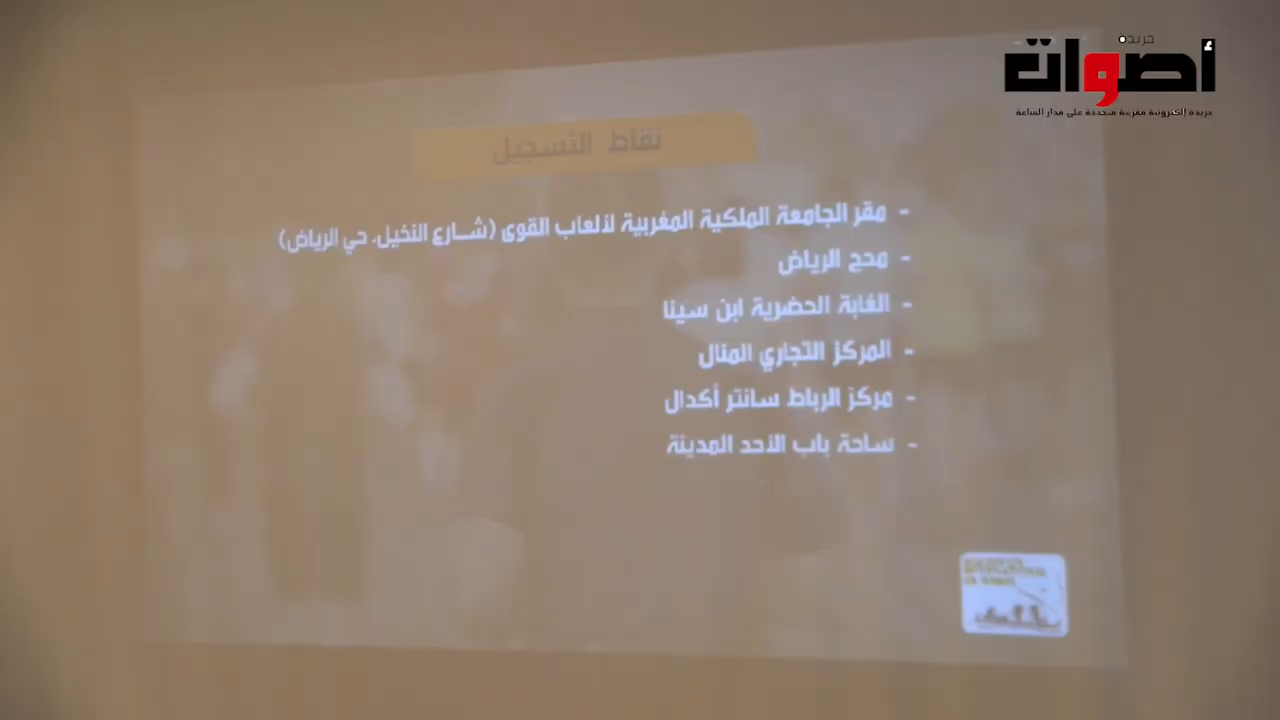 جريدة
أصوات
جريدة إلكترونية مغربية متجددة على مدار الساعة
نقاط التسجيل
- مقر الجامعة الملكية المغربية لألعاب القوى (شارع النخيل، حي الرياض)
- محج الرياض
- الغابة الحضرية ابن سينا
- المركز التجاري المنال
- مركز الرباط سانتر أكدال
- ساحة باب الأحد المدينة